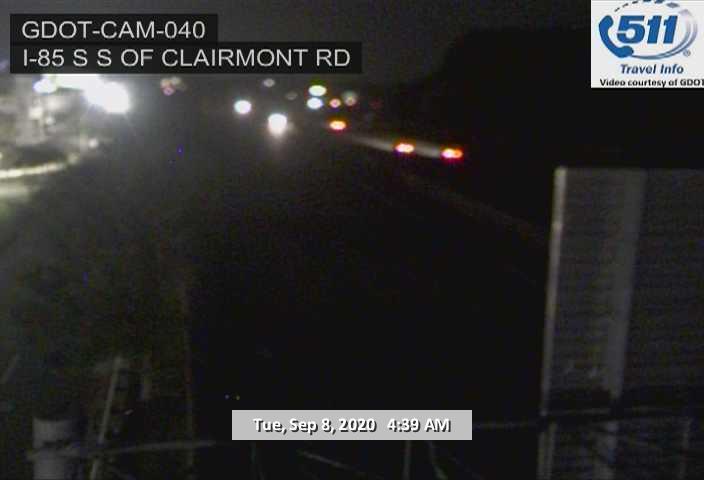 GDOT-CAM-040
I-85 S S OF CLAIRMONT RD
511
Travel Info
Video courtesy of GDOT
Tue, Sep 8, 2020 4:39 AM